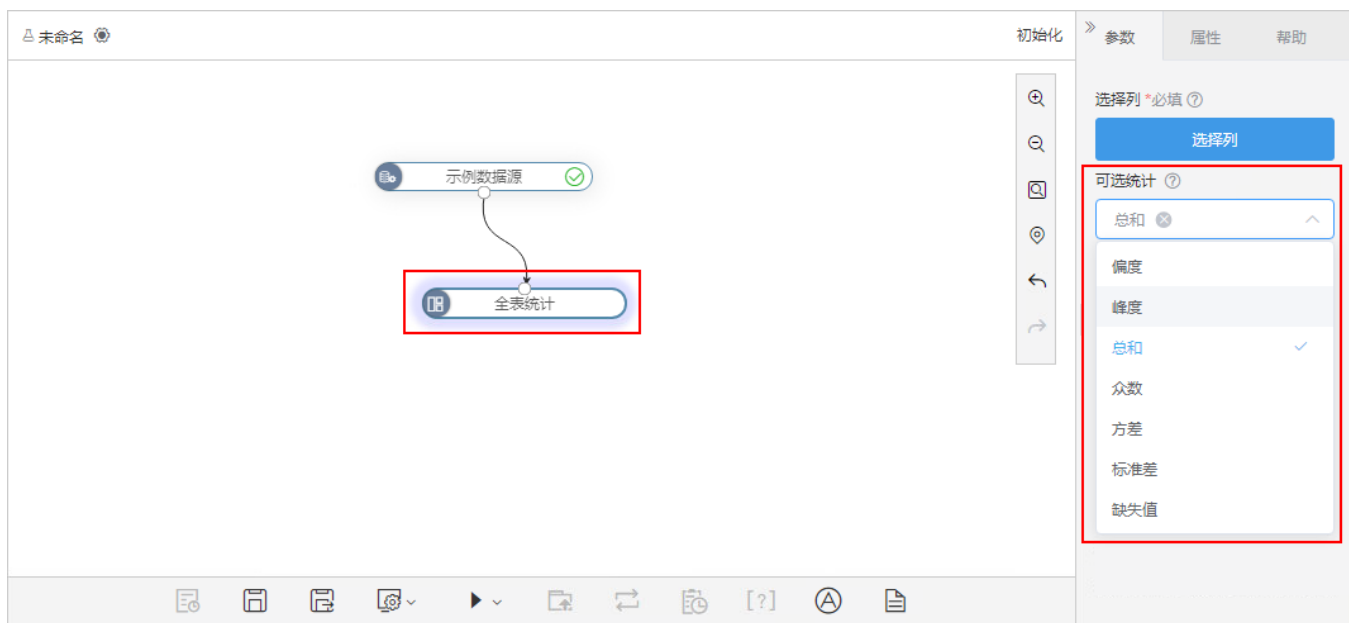 未命名
初始化
参数
属性
帮助
选择列 *必填
选择列
示例数据源
全表统计
可选统计
总和
偏度
峰度
总和
众数
方差
标准差
缺失值
[?]